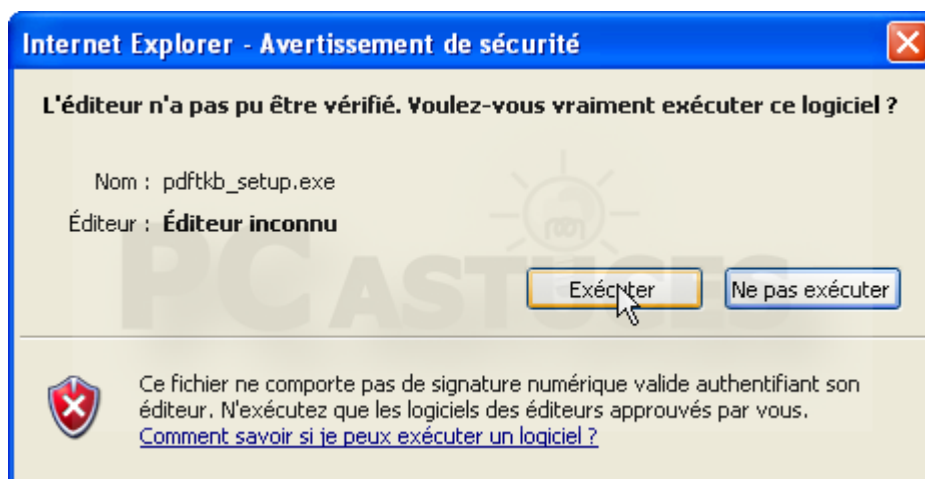 Internet Explorer - Avertissement de sécurité
L'éditeur n'a pas pu être vérifié. Voulez-vous vraiment exécuter ce logiciel ?
Nom : pdftkb_setup.exe
Éditeur : Éditeur inconnu
PC ASTUCES
Exécuter Ne pas exécuter
Ce fichier ne comporte pas de signature numérique valide authentifiant son
éditeur. N'exécutez que les logiciels des éditeurs approuvés par vous.
Comment savoir si je peux exécuter un logiciel ?